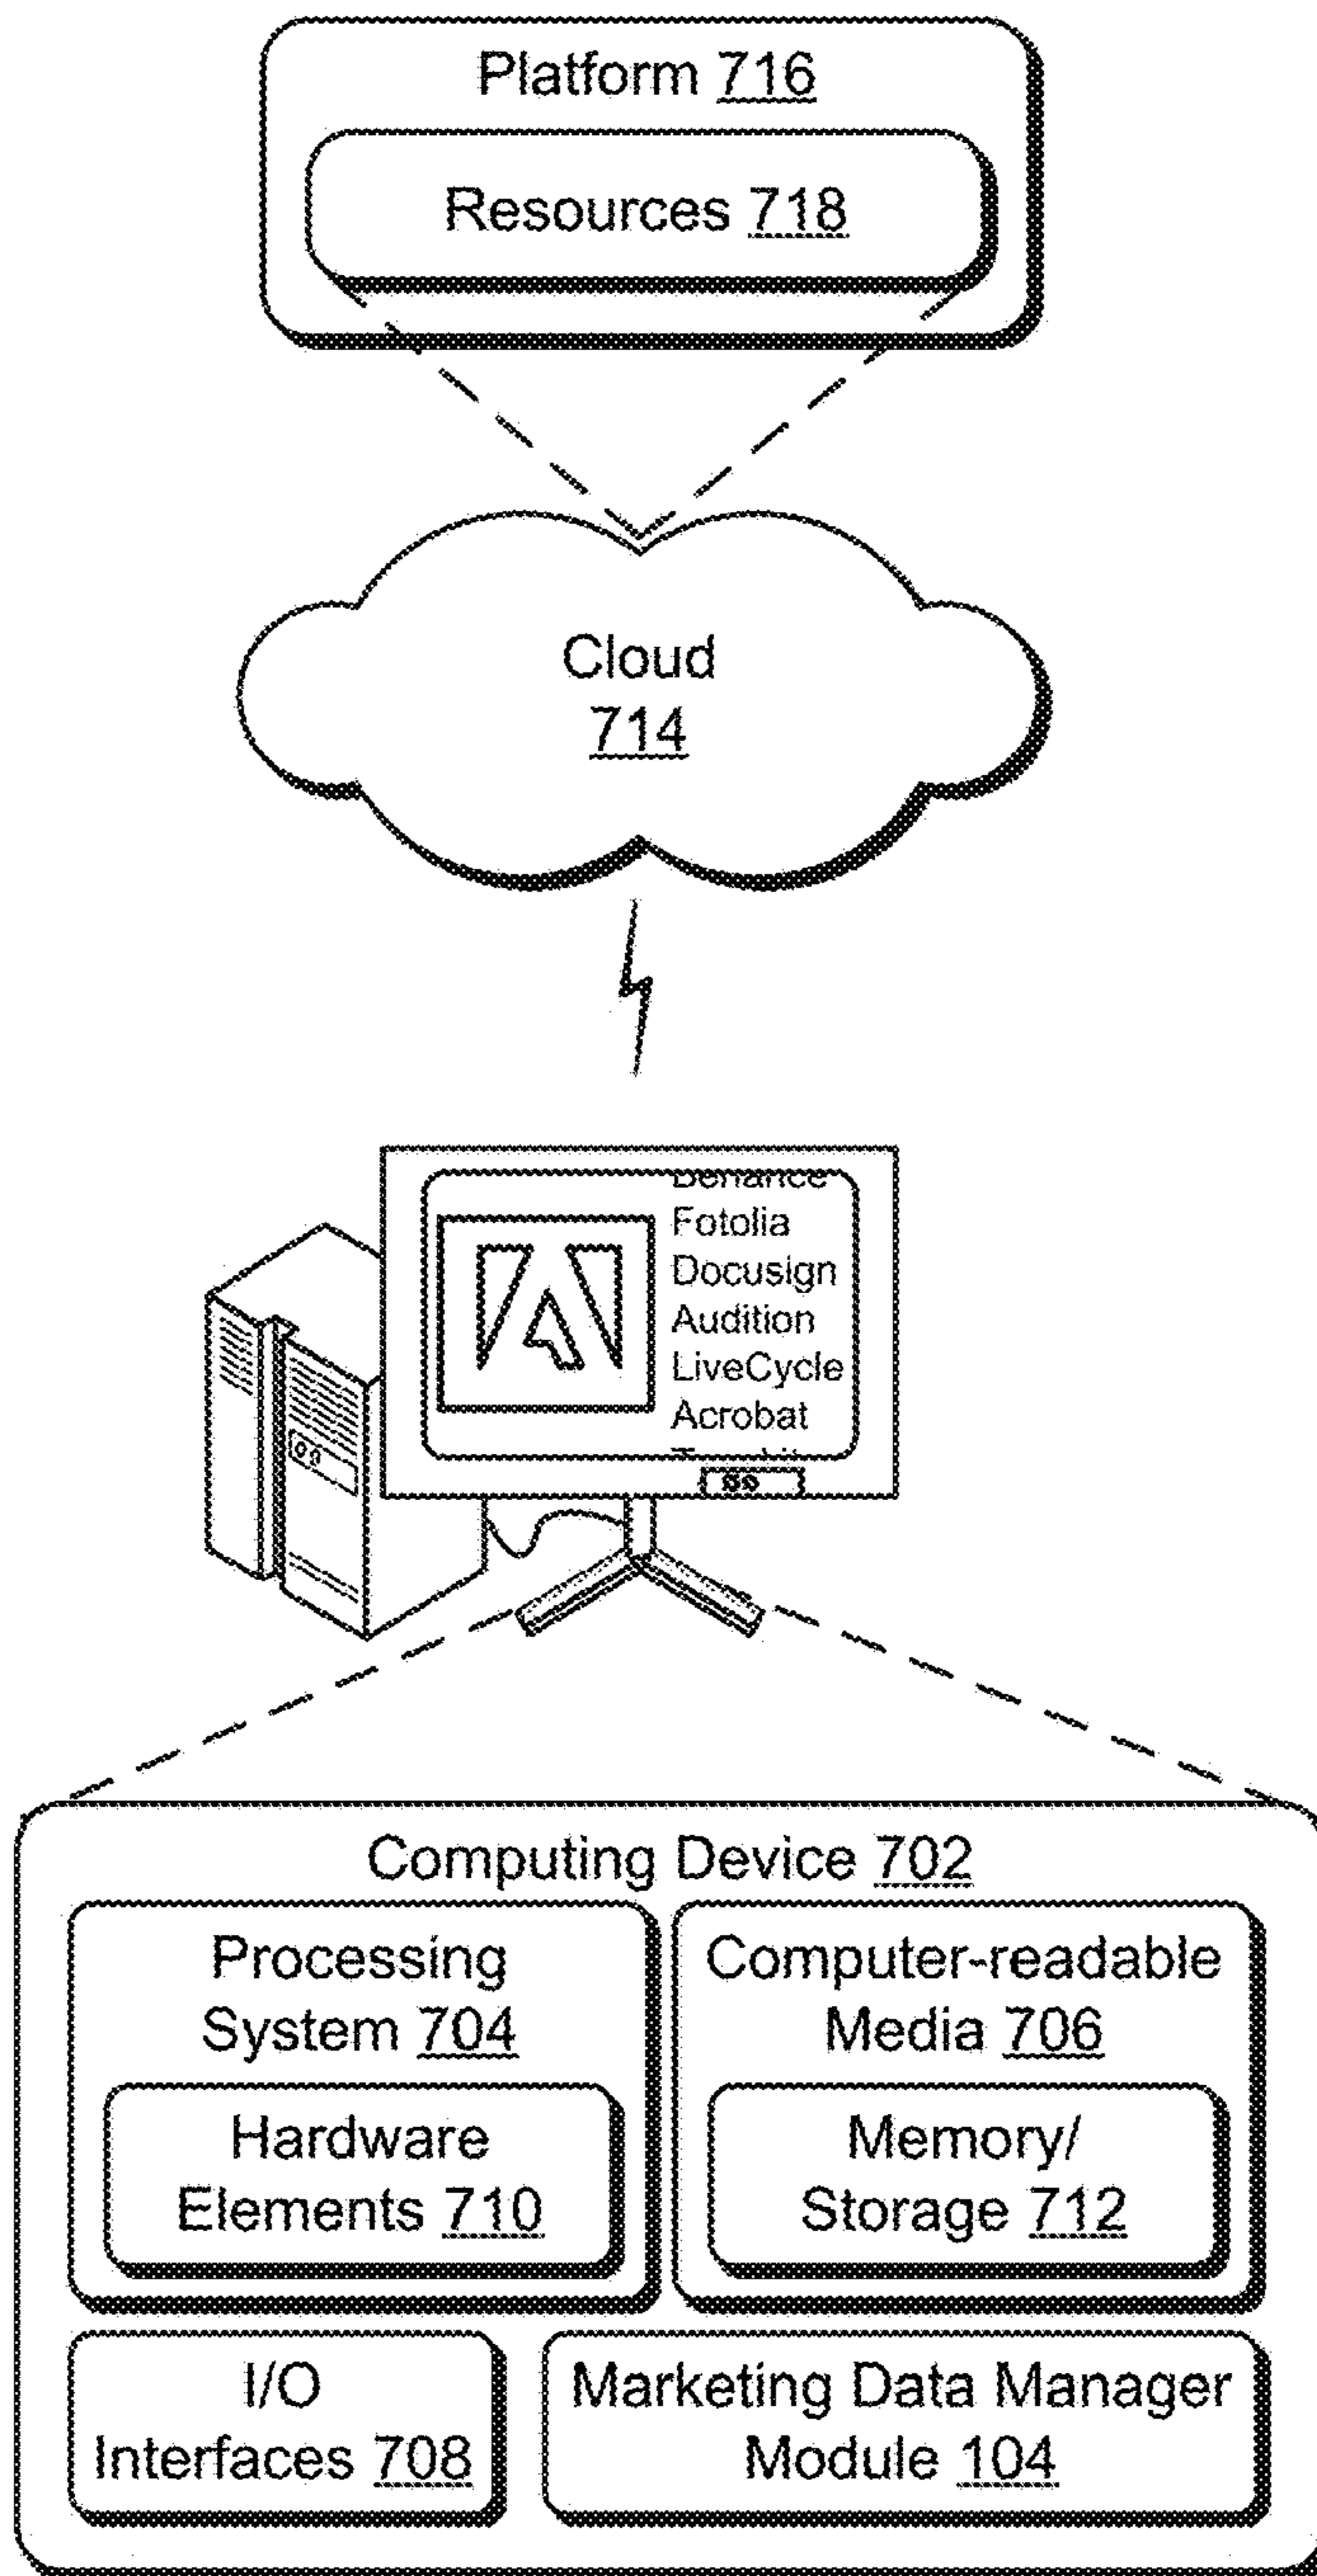 Platform 716
Resources 718
Cloud
714
Behance
Fotolia
Docusign
Audition
LiveCycle
Acrobat
Computing Device 702
Processing
System 704
Computer-readable
Media 706
Hardware
Elements 710
Memory/
Storage 712
I/O
Interfaces 708
Marketing Data Manager
Module 104